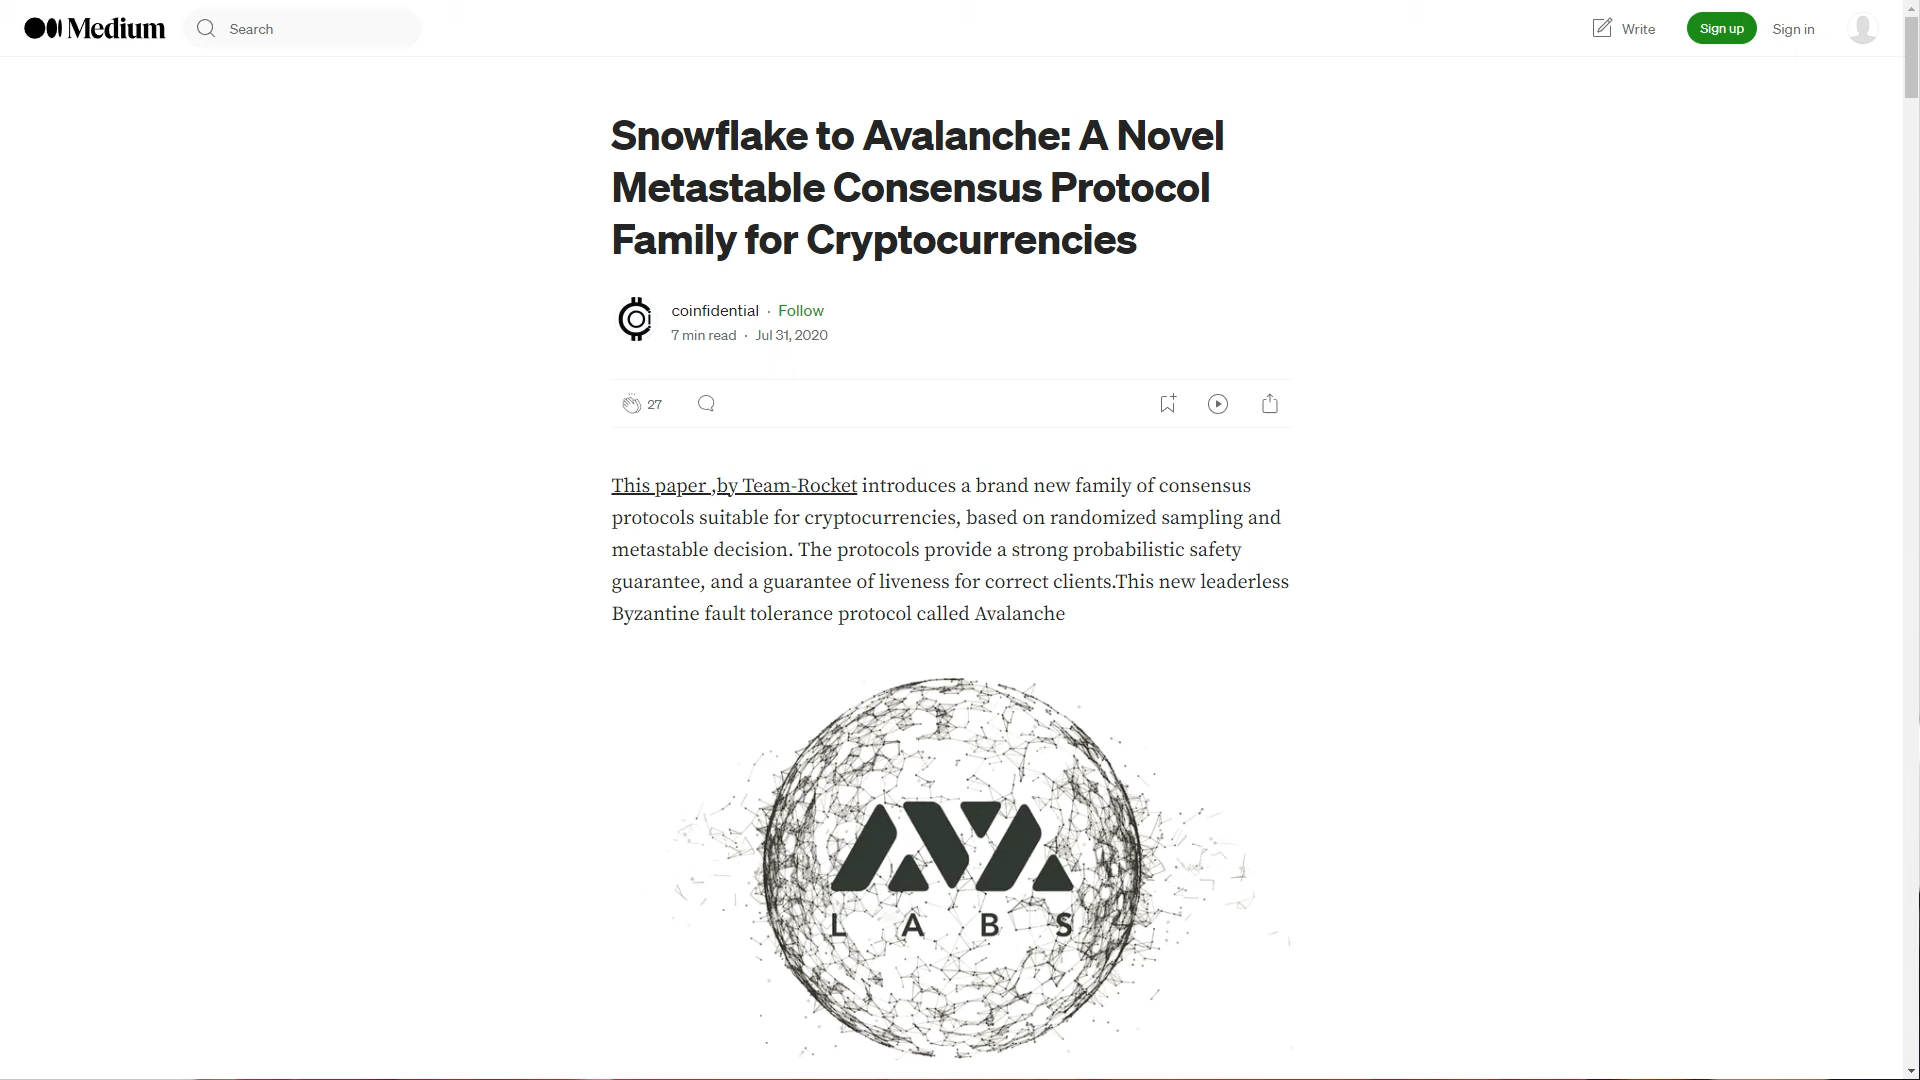 Medium
Search
Write
Sign up
Sign in
Snowflake to Avalanche: A Novel
Metastable Consensus Protocol
Family for Cryptocurrencies
coinfidential · Follow
7 min read · Jul 31, 2020
27
This paper ,by Team-Rocket introduces a brand new family of consensus
protocols suitable for cryptocurrencies, based on randomized sampling and
metastable decision. The protocols provide a strong probabilistic safety
guarantee, and a guarantee of liveness for correct clients.This new leaderless
Byzantine fault tolerance protocol called Avalanche
AVA
LABS